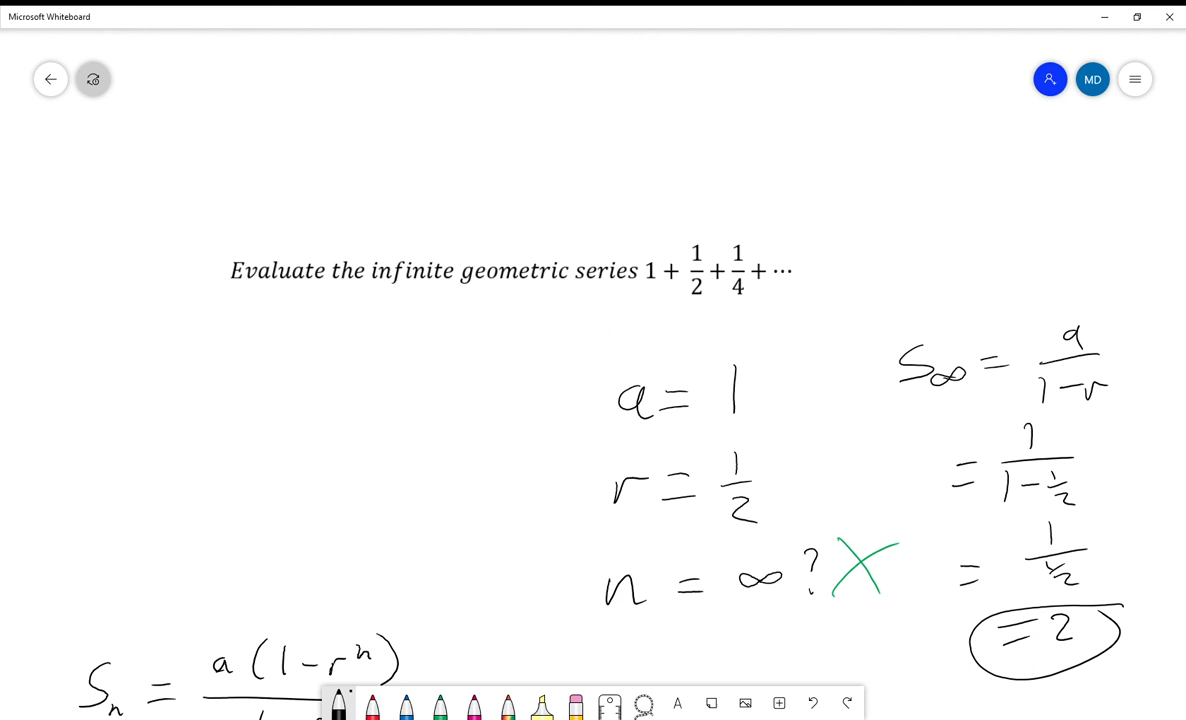 Microsoft Whiteboard
MD
Evaluate the infinite geometric series 1 + 1/2 + 1/4 + ⋯
a = 1
r = 1/2
n = ∞ ? X
S∞ = a/(1-r)
= 1/(1 - 1/2)
= 1/(1/2)
= 2
Sn = a(1 - r^n)
A